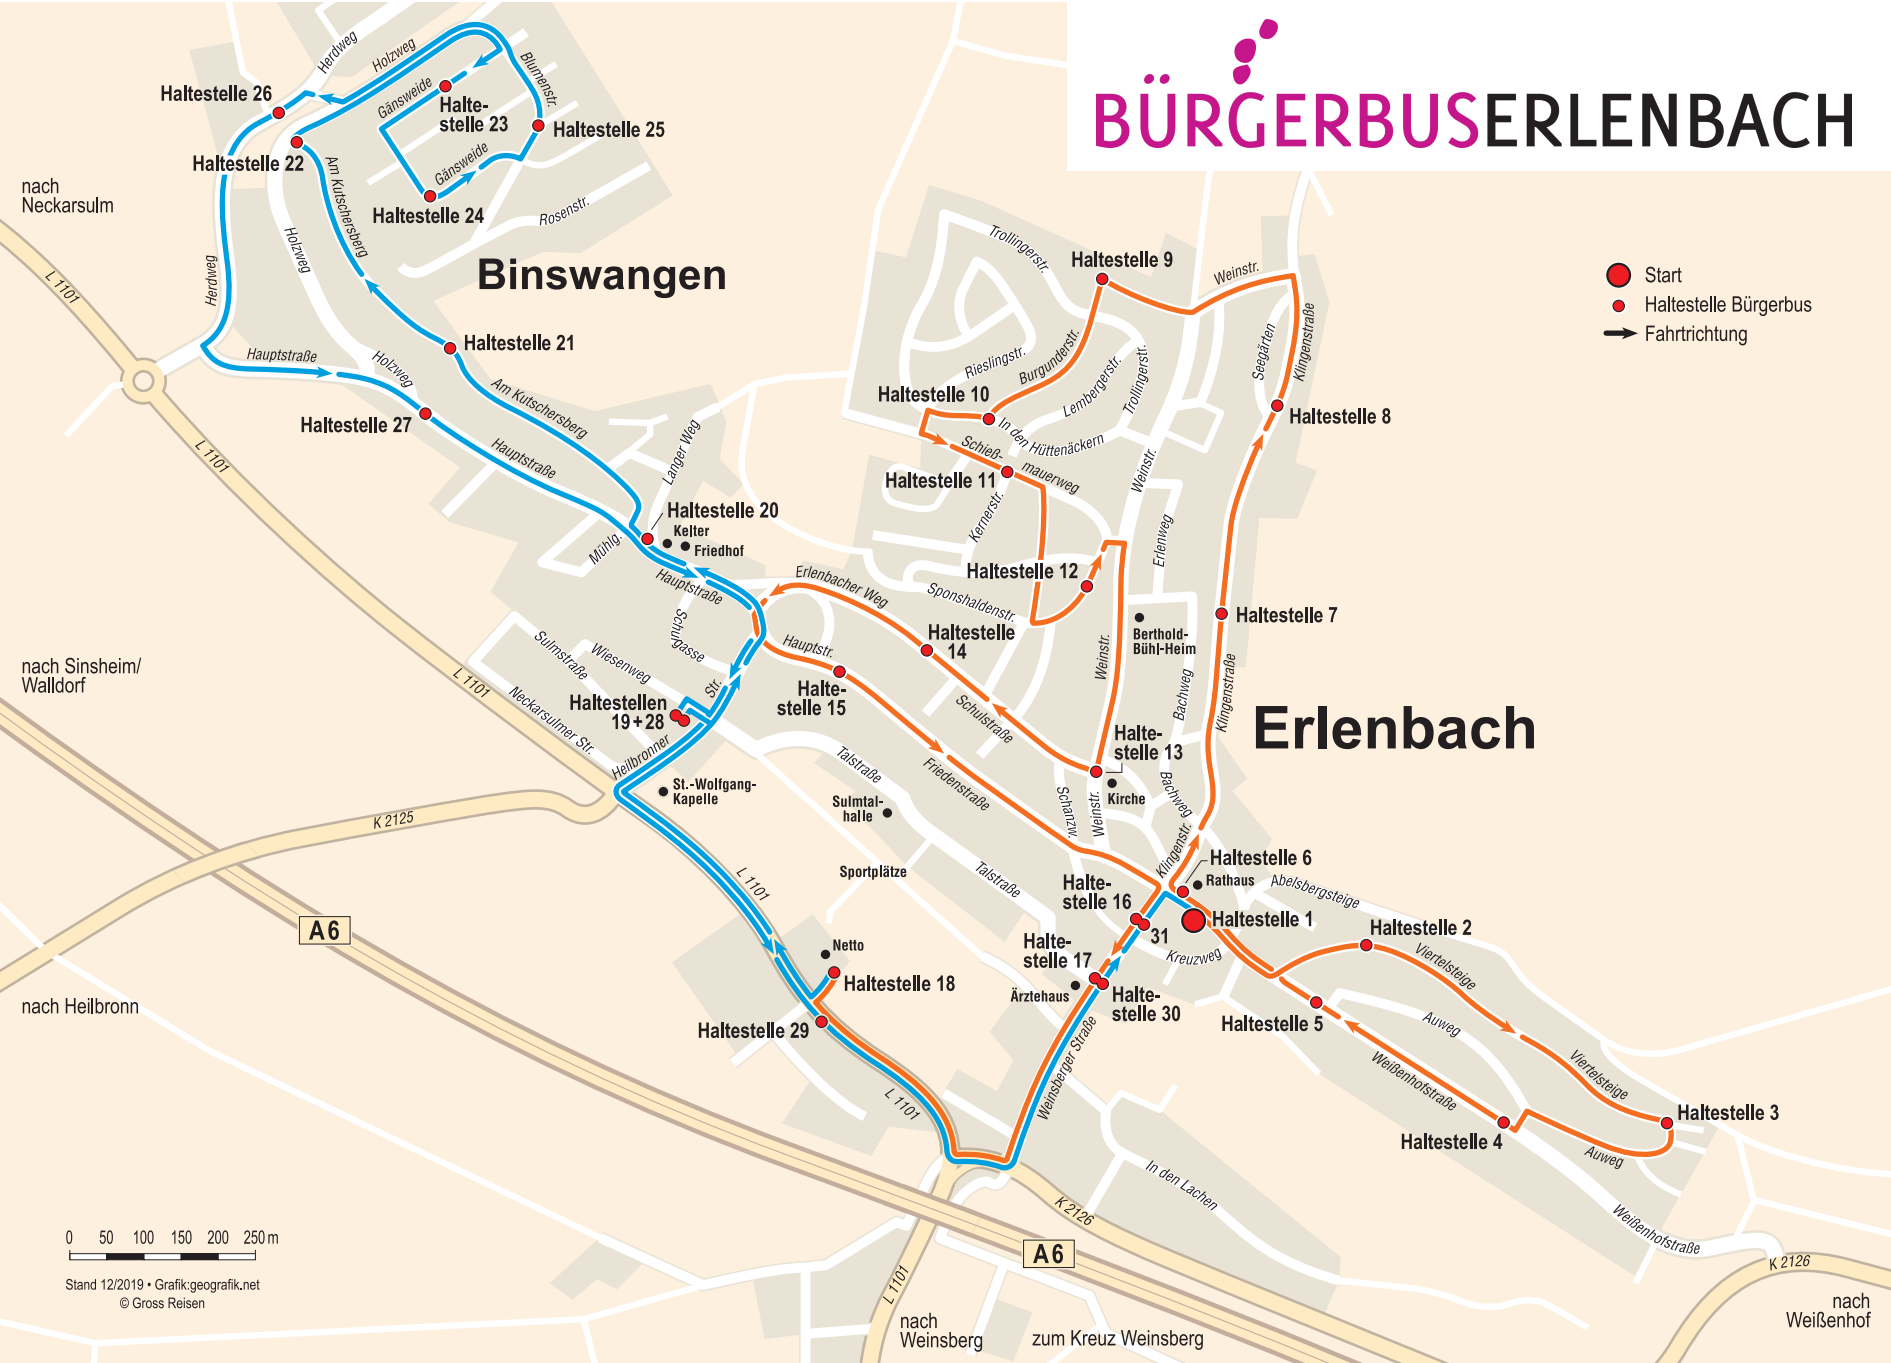 BÜRGERBUSERLENBACH
Start
Haltestelle Bürgerbus
Fahrtrichtung
Binswangen
Erlenbach
Haltestelle 26
Haltestelle 22
Halte-
stelle 23
Haltestelle 25
Haltestelle 24
Herdweg
Holzweg
Gänsweide
Blumenstr.
Gänsweide
Rosenstr.
Am Kutschersberg
Holzweg
Herdweg
nach
Neckarsulm
L 1101
Hauptstraße
Holzweg
Haltestelle 21
Haltestelle 27
Am Kutschersberg
Hauptstraße
Langer Weg
L 1101
Haltestelle 20
Kelter
Friedhof
Mühlg.
Hauptstraße
Schulgasse
Sulmstraße
Wiesenweg
Neckarsulmer Str.
L 1101
Haltestellen
19+28
Heilbronner
Str.
St.-Wolfgang-
Kapelle
nach Sinsheim/
Walldorf
K 2125
A6
nach Heilbronn
Trollingerstr.
Haltestelle 9
Weinstr.
Rieslingstr.
Burgunderstr.
Lembergerstr.
Trollingerstr.
Seegärten
Klingenstraße
Haltestelle 10
Haltestelle 8
In den Hüttenäckern
Schieß-
mauerweg
Haltestelle 11
Kernerstr.
Weinstr.
Erlenweg
Haltestelle 12
Sponshaldenstr.
Erlenbacher Weg
Haltestelle
14
Haltestelle 7
Berthold-
Bühl-Heim
Weinstr.
Bachweg
Klingenstraße
Hauptstr.
Halte-
stelle 15
Schulstraße
Halte-
stelle 13
Kirche
Talstraße
Friedenstraße
Schanzw.
Weinstr.
Bachweg
Klingenstr.
Sulmtal-
halle
Sportplätze
Talstraße
Haltestelle 6
Rathaus
Abelsbergsteige
Halte-
stelle 16
31
Haltestelle 1
Haltestelle 2
Halte-
stelle 17
Kreuzweg
Viertelsteige
Ärztehaus
Halte-
stelle 30
Haltestelle 5
Auweg
Weißenhofstraße
Viertelsteige
Haltestelle 3
Haltestelle 4
Auweg
L 1101
Netto
Haltestelle 18
Haltestelle 29
L 1101
Weinsberger Straße
In den Lachen
K 2126
Weißenhofstraße
K 2126
A6
L 1101
nach
Weinsberg
zum Kreuz Weinsberg
nach
Weißenhof
0 50 100 150 200 250 m
Stand 12/2019 • Grafik:geografik.net
© Gross Reisen